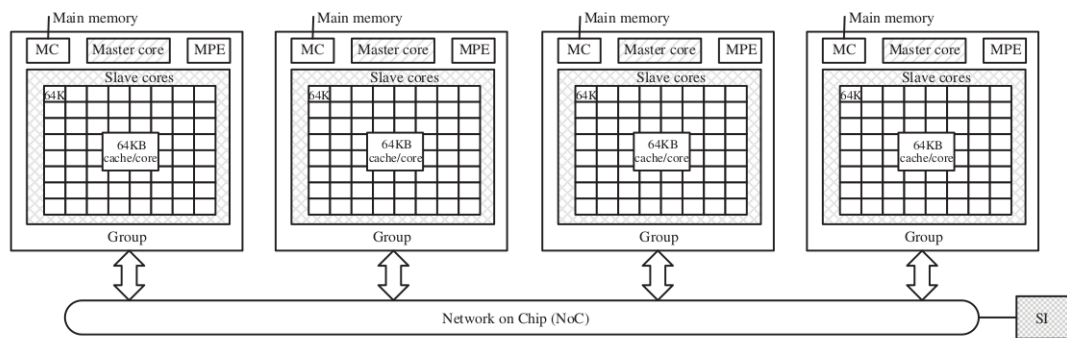 Main memory
MC Master core MPE
Slave cores
64K
64KB
cache/core
Group
Main memory
MC Master core MPE
Slave cores
64K
64KB
cache/core
Group
Main memory
MC Master core MPE
Slave cores
64K
64KB
cache/core
Group
Main memory
MC Master core MPE
Slave cores
64K
64KB
cache/core
Group
Network on Chip (NoC)
SI